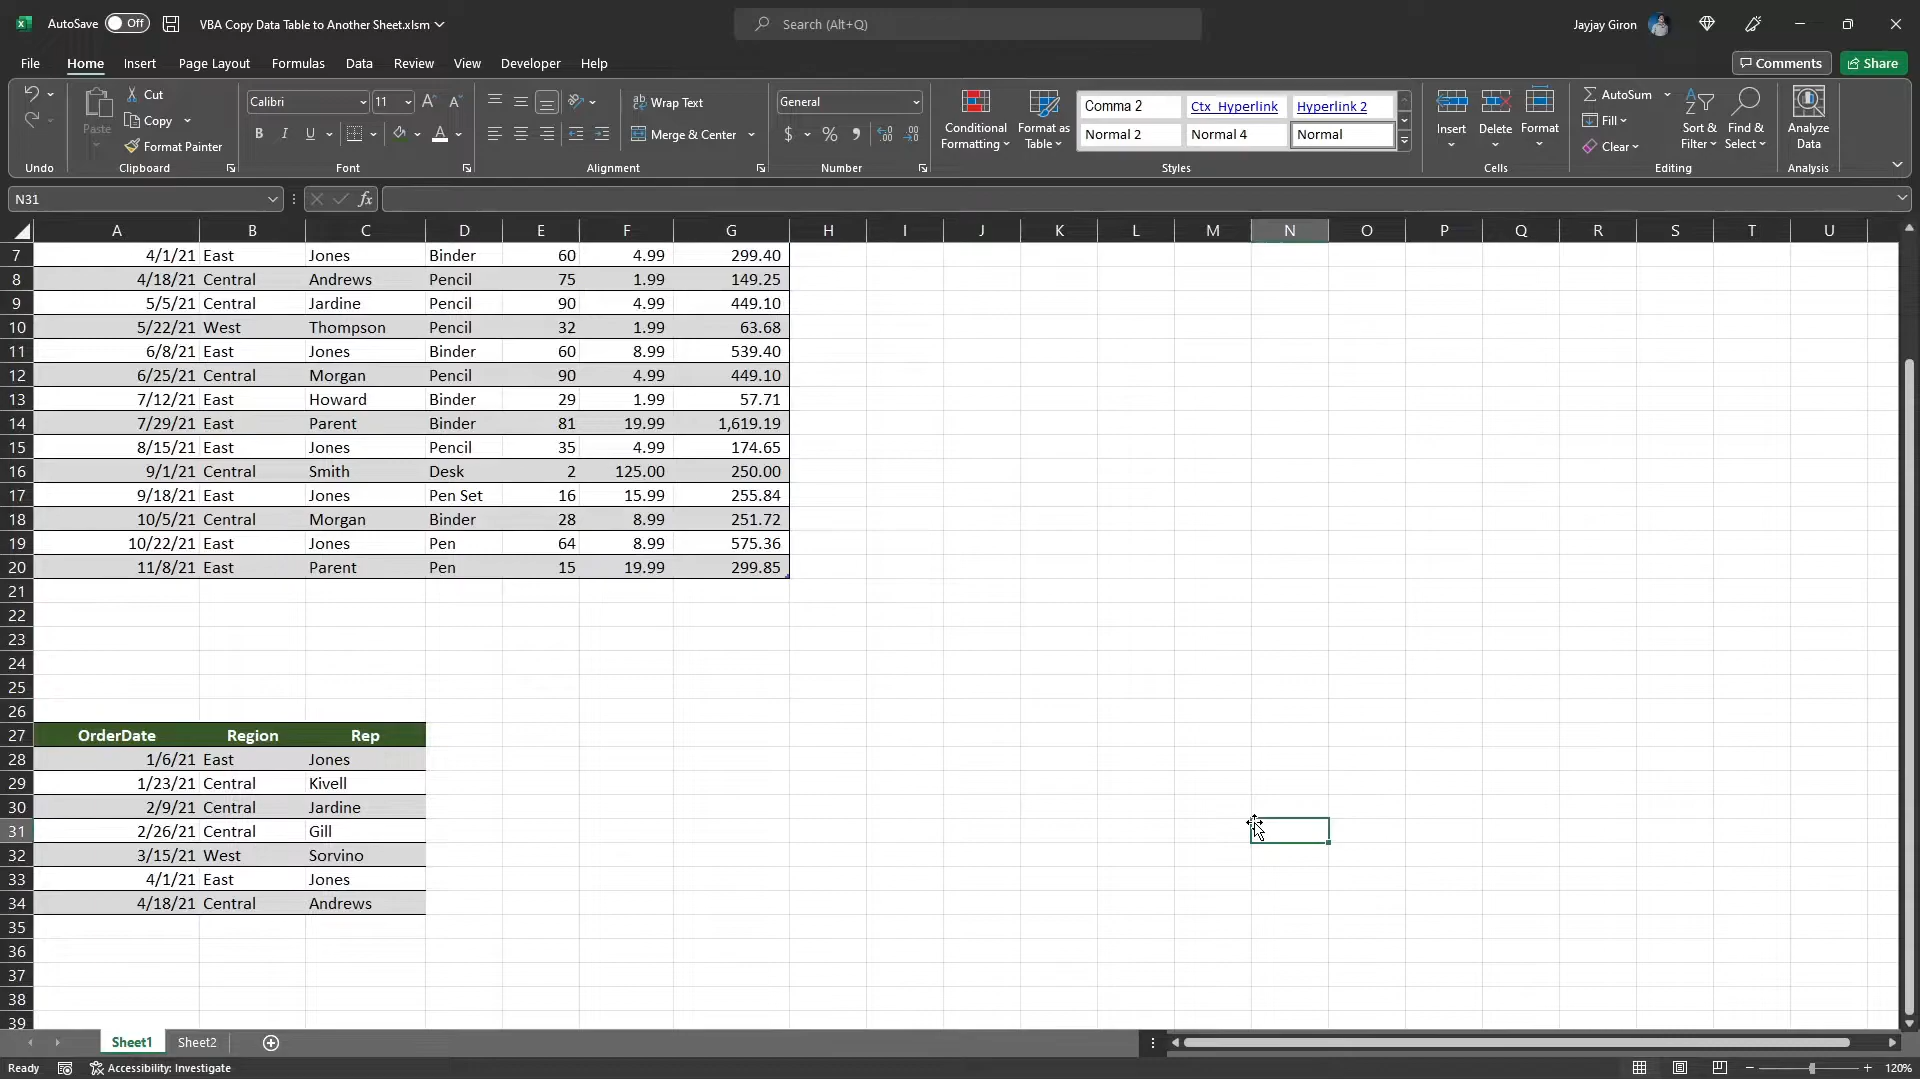 AutoSave Off VBA Copy Data Table to Another Sheet.xlsm Search (Alt+Q) Jayjay Giron
File Home Insert Page Layout Formulas Data Review View Developer Help Comments Share
Paste Cut Copy Format Painter
Calibri 11 Wrap Text Merge & Center General
B I U A $ % 9
Conditional Formatting Format as Table
Comma 2 Ctx_Hyperlink Hyperlink 2
Normal 2 Normal 4 Normal
Insert Delete Format
AutoSum Fill Clear
Sort & Filter Find & Select Analyze Data
Undo Clipboard Font Alignment Number Styles Cells Editing Analysis
N31 fx
A B C D E F G H I J K L M N O P Q R S T U
7 4/1/21 East Jones Binder 60 4.99 299.40
8 4/18/21 Central Andrews Pencil 75 1.99 149.25
9 5/5/21 Central Jardine Pencil 90 4.99 449.10
10 5/22/21 West Thompson Pencil 32 1.99 63.68
11 6/8/21 East Jones Binder 60 8.99 539.40
12 6/25/21 Central Morgan Pencil 90 4.99 449.10
13 7/12/21 East Howard Binder 29 1.99 57.71
14 7/29/21 East Parent Binder 81 19.99 1,619.19
15 8/15/21 East Jones Pencil 35 4.99 174.65
16 9/1/21 Central Smith Desk 2 125.00 250.00
17 9/18/21 East Jones Pen Set 16 15.99 255.84
18 10/5/21 Central Morgan Binder 28 8.99 251.72
19 10/22/21 East Jones Pen 64 8.99 575.36
20 11/8/21 East Parent Pen 15 19.99 299.85
21
22
23
24
25
26
27 OrderDate Region Rep
28 1/6/21 East Jones
29 1/23/21 Central Kivell
30 2/9/21 Central Jardine
31 2/26/21 Central Gill
32 3/15/21 West Sorvino
33 4/1/21 East Jones
34 4/18/21 Central Andrews
35
36
37
38
39
Sheet1 Sheet2
Ready Accessibility: Investigate 120%